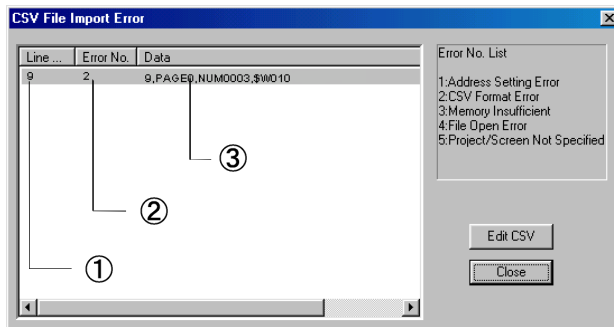 CSV File Import Error
Line ... Error No. Data
9 2 9,PAGE0,NUM0003,$W010
③
②
①
Error No. List
1:Address Setting Error
2:CSV Format Error
3:Memory Insufficient
4:File Open Error
5:Project/Screen Not Specified
Edit CSV
Close